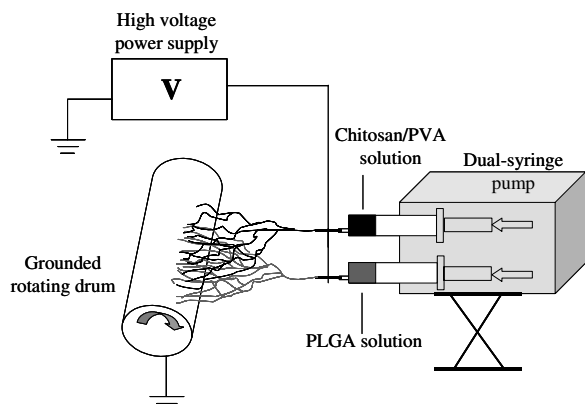 High voltage
power supply
V
Chitosan/PVA
solution
Dual-syringe
pump
Grounded
rotating drum
PLGA solution